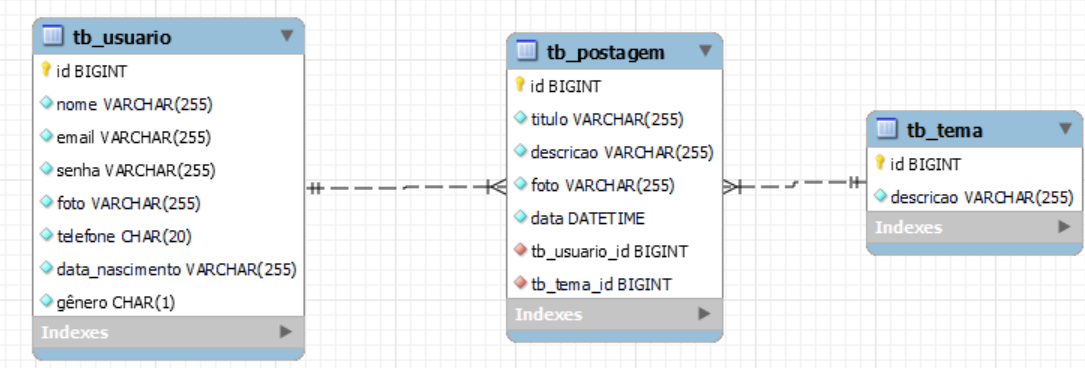 tb_usuario
id BIGINT
nome VARCHAR(255)
email VARCHAR(255)
senha VARCHAR(255)
foto VARCHAR(255)
telefone CHAR(20)
data_nascimento VARCHAR(255)
gênero CHAR(1)
Indexes
tb_postagem
id BIGINT
titulo VARCHAR(255)
descricao VARCHAR(255)
foto VARCHAR(255)
data DATETIME
tb_usuario_id BIGINT
tb_tema_id BIGINT
Indexes
tb_tema
id BIGINT
descricao VARCHAR(255)
Indexes